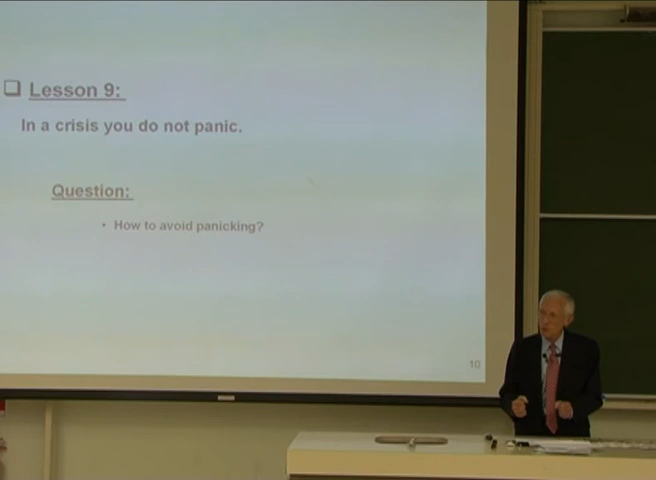 Lesson 9:
In a crisis you do not panic.
Question:
• How to avoid panicking?
10